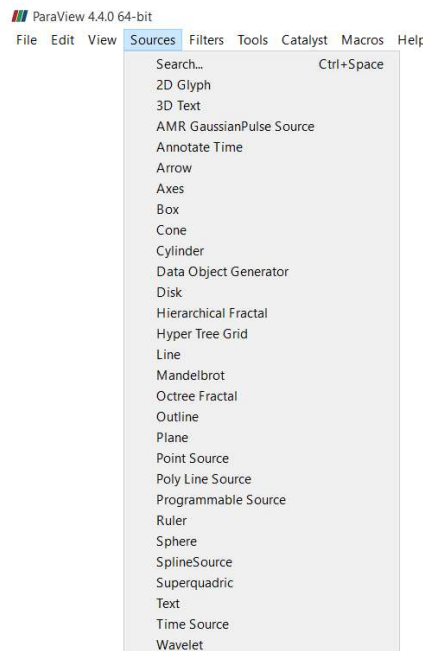 ParaView 4.4.0 64-bit
File Edit View Sources Filters Tools Catalyst Macros Help
Search... Ctrl+Space
2D Glyph
3D Text
AMR GaussianPulse Source
Annotate Time
Arrow
Axes
Box
Cone
Cylinder
Data Object Generator
Disk
Hierarchical Fractal
Hyper Tree Grid
Line
Mandelbrot
Octree Fractal
Outline
Plane
Point Source
Poly Line Source
Programmable Source
Ruler
Sphere
SplineSource
Superquadric
Text
Time Source
Wavelet